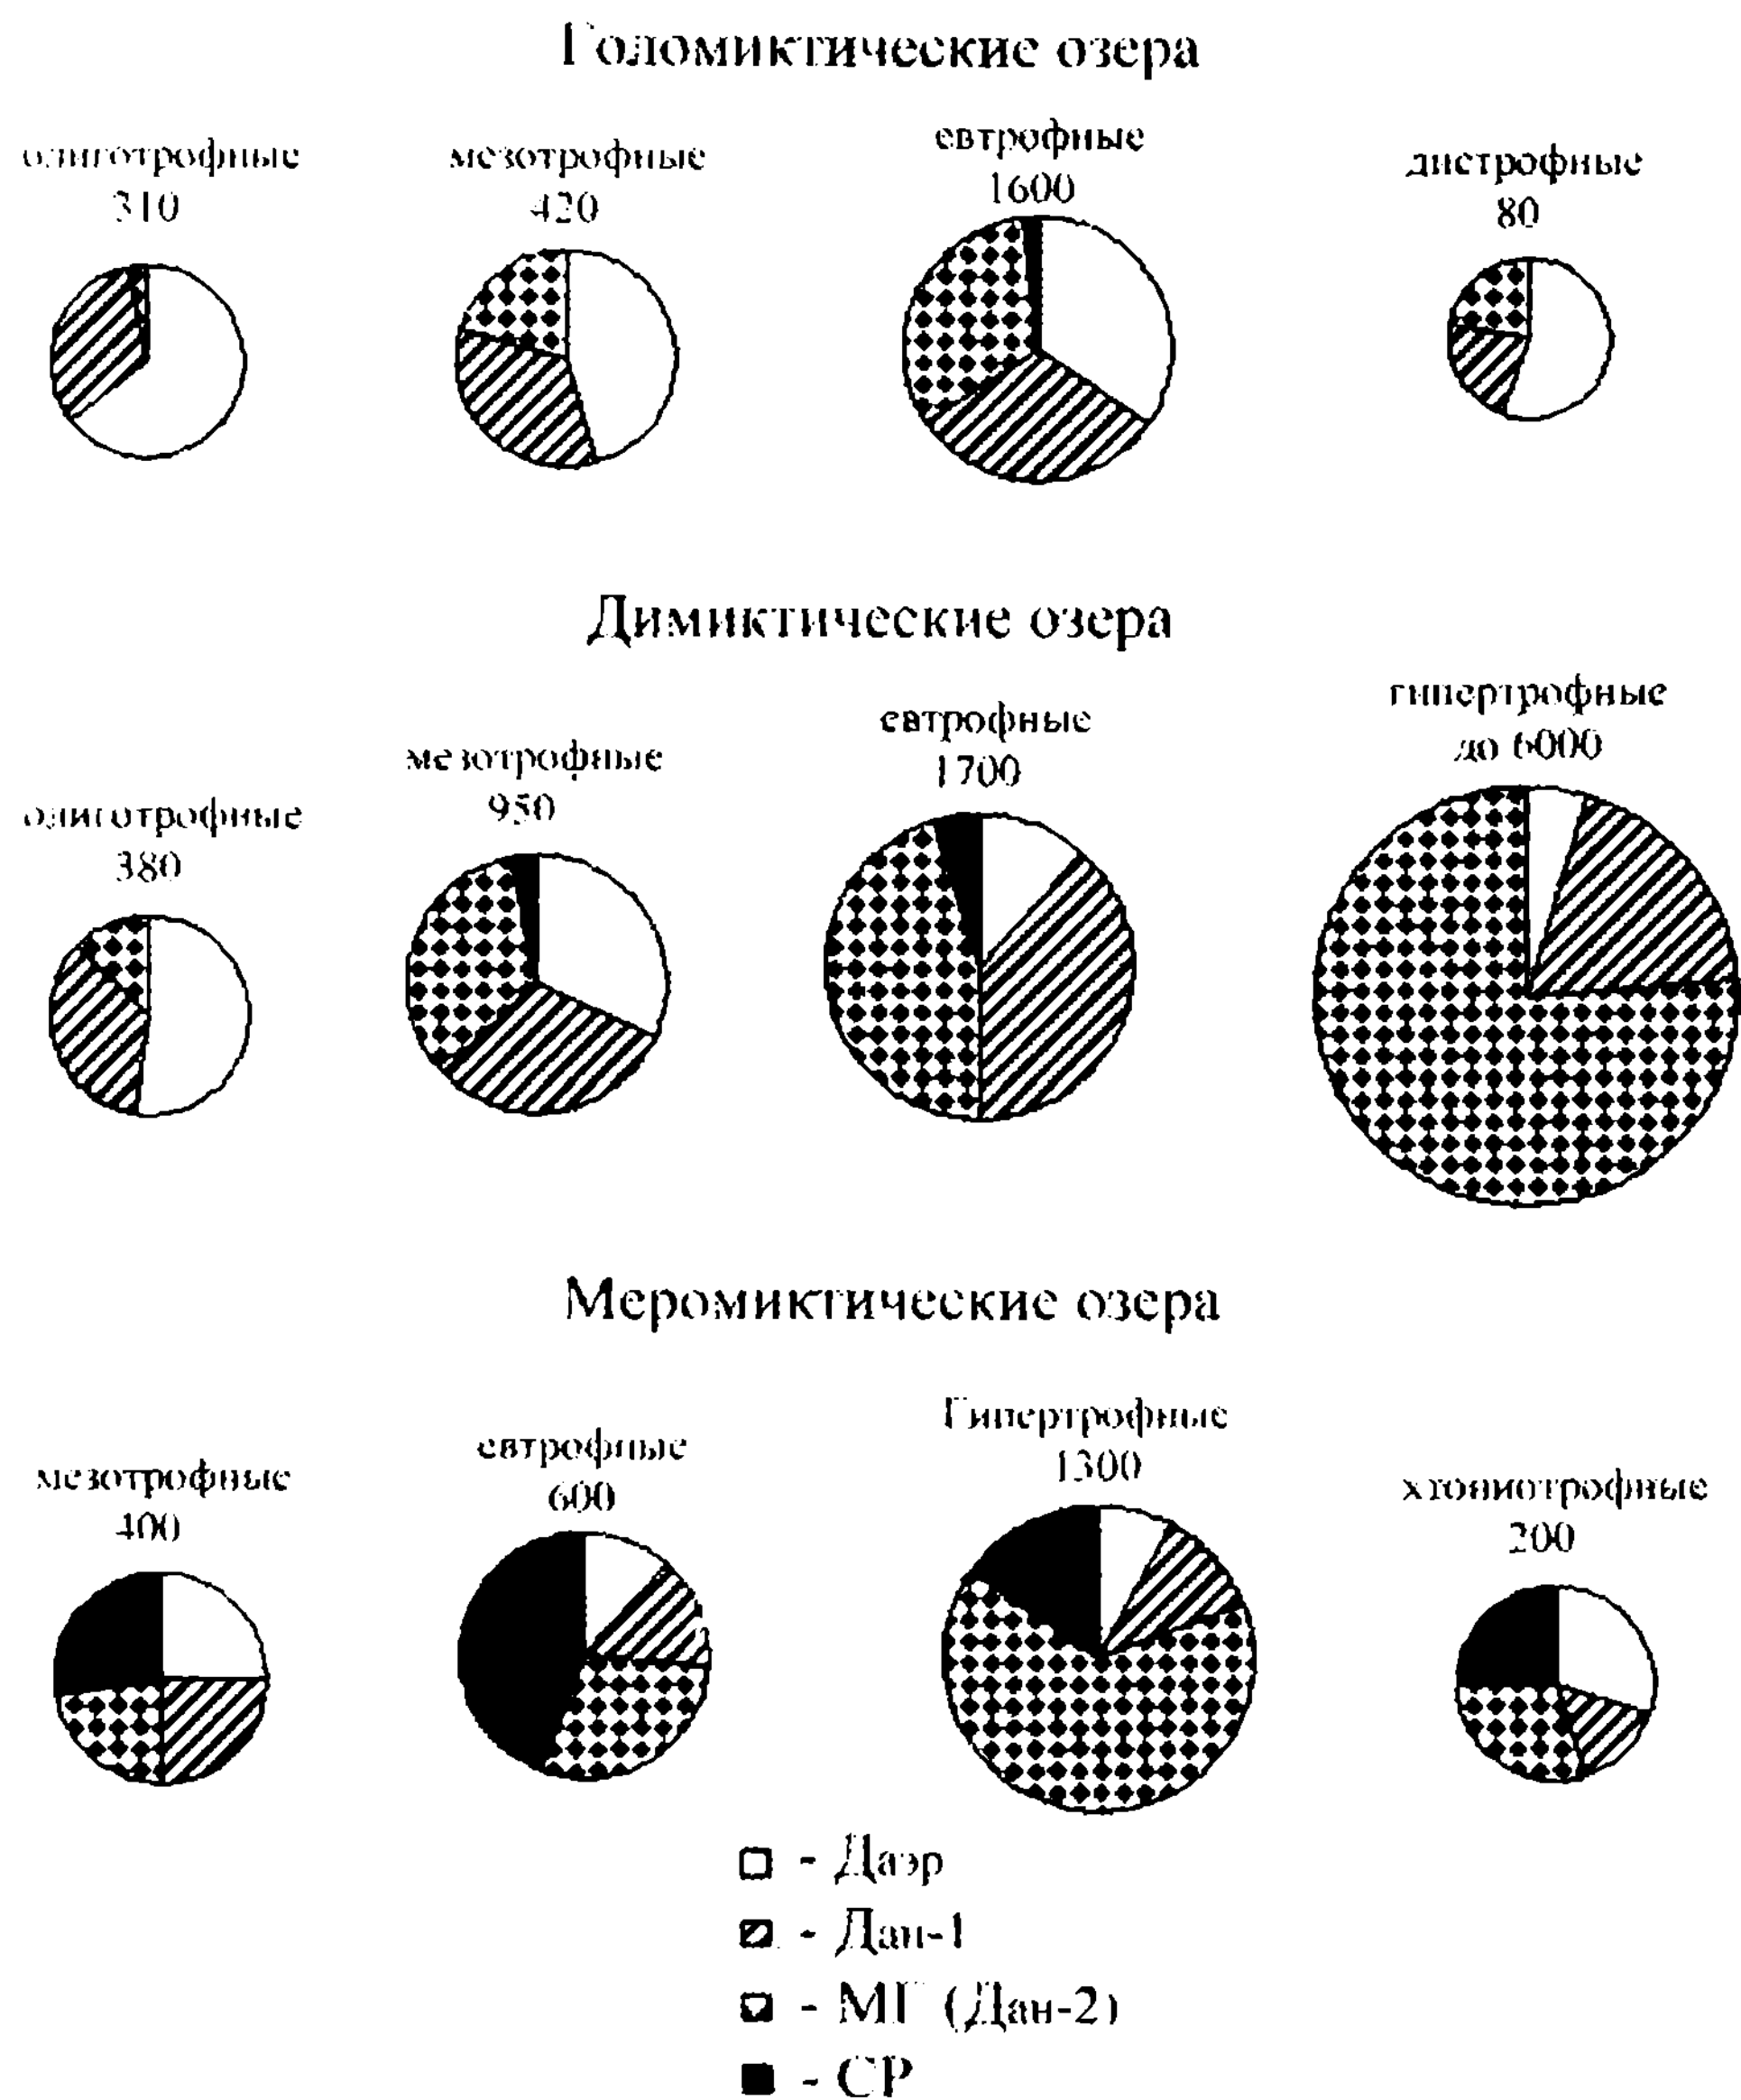 Голомиктические озера
олиготрофные
310
мезотрофные
420
евтрофные
1600
дистрофные
80
Димиктические озера
олиготрофные
380
мезотрофные
950
евтрофные
1700
гипертрофные
до 6000
Меромиктические озера
мезотрофные
400
евтрофные
600
Гипертрофные
1300
хтониотрофные
200
- Даэр
- Дан-1
- МГ (Дан-2)
- СР